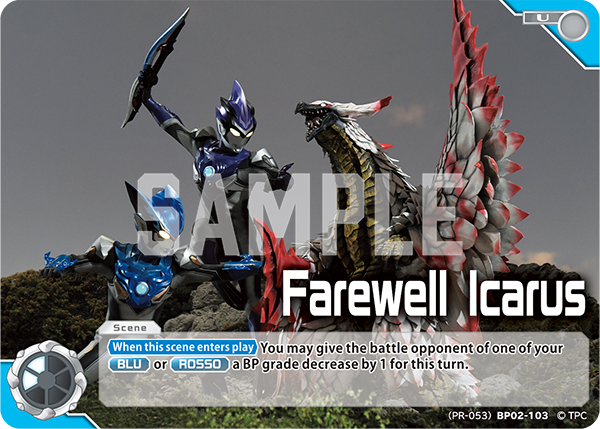 U
SAMPLE
Farewell Icarus
Scene
When this scene enters play You may give the battle opponent of one of your
BLU or ROSSO a BP grade decrease by 1 for this turn.
(PR-053) BP02-103 © TPC